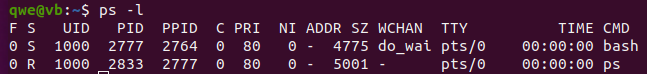 qwe@vb:~$ ps -l
F S   UID     PID    PPID  C PRI  NI ADDR SZ WCHAN  TTY          TIME CMD
0 S  1000    2777    2764  0  80   0 -  4775 do_wai pts/0    00:00:00 bash
0 R  1000    2833    2777  0  80   0 -  5001 -      pts/0    00:00:00 ps